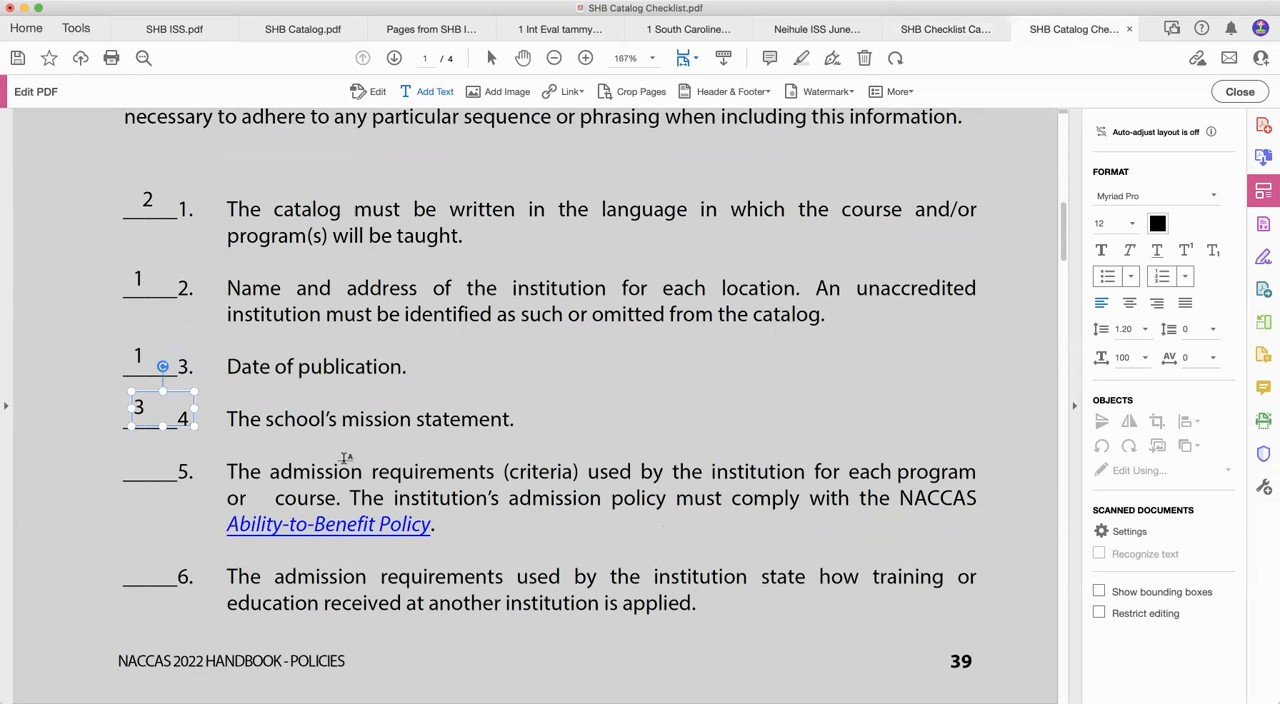 SHB Catalog Checklist.pdf
Home Tools SHB ISS.pdf SHB Catalog.pdf Pages from SHB I... 1 Int Eval tammy... 1 South Caroline... Neihule ISS June... SHB Checklist Ca... SHB Catalog Che... ×
1 / 4 167%
Edit PDF Edit Add Text Add Image Link Crop Pages Header & Footer Watermark More Close
necessary to adhere to any particular sequence or phrasing when including this information.
2
_____1. The catalog must be written in the language in which the course and/or
program(s) will be taught.
1
_____2. Name and address of the institution for each location. An unaccredited
institution must be identified as such or omitted from the catalog.
1
_____3. Date of publication.
3
_____4 The school's mission statement.
_____5. The admission requirements (criteria) used by the institution for each program
or course. The institution's admission policy must comply with the NACCAS
Ability-to-Benefit Policy.
_____6. The admission requirements used by the institution state how training or
education received at another institution is applied.
NACCAS 2022 HANDBOOK - POLICIES 39
Auto-adjust layout is off
FORMAT
Myriad Pro
12
T T T T¹ T₁
1.20 0
100 AV 0
OBJECTS
Edit Using...
SCANNED DOCUMENTS
Settings
Recognize text
Show bounding boxes
Restrict editing